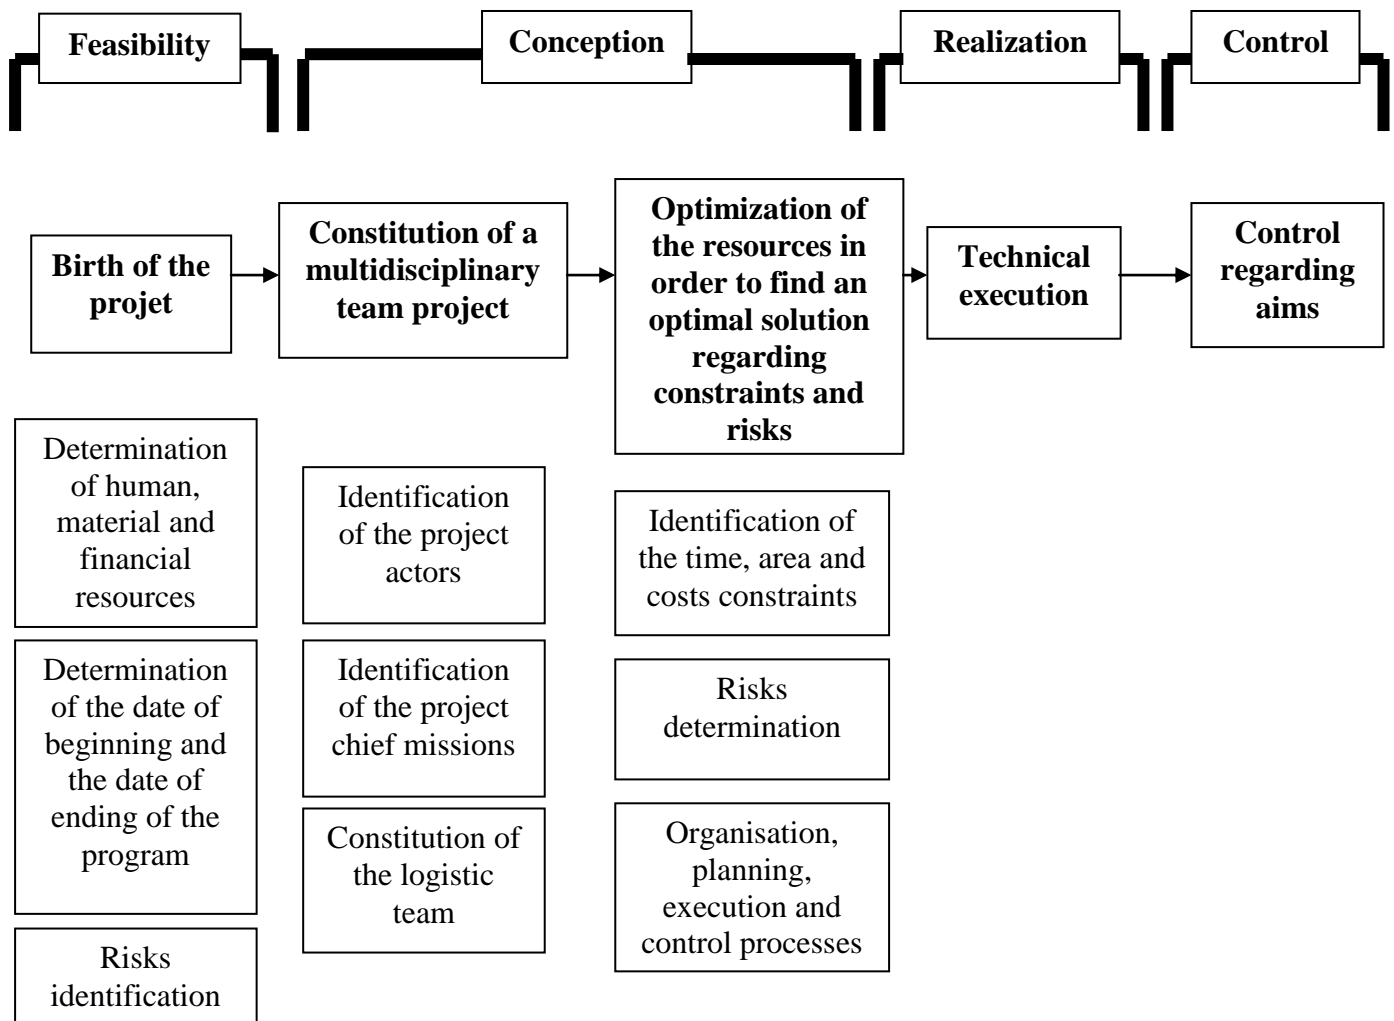 Feasibility
Conception
Realization
Control
Birth of the
projet
Constitution of a
multidisciplinary
team project
Optimization of
the resources in
order to find an
optimal solution
regarding
constraints and
risks
Technical
execution
Control
regarding
aims
Determination
of human,
material and
financial
resources
Determination
of the date of
beginning and
the date of
ending of the
program
Risks
identification
Identification
of the project
actors
Identification
of the project
chief missions
Constitution of
the logistic
team
Identification of
the time, area and
costs constraints
Risks
determination
Organisation,
planning,
execution and
control processes